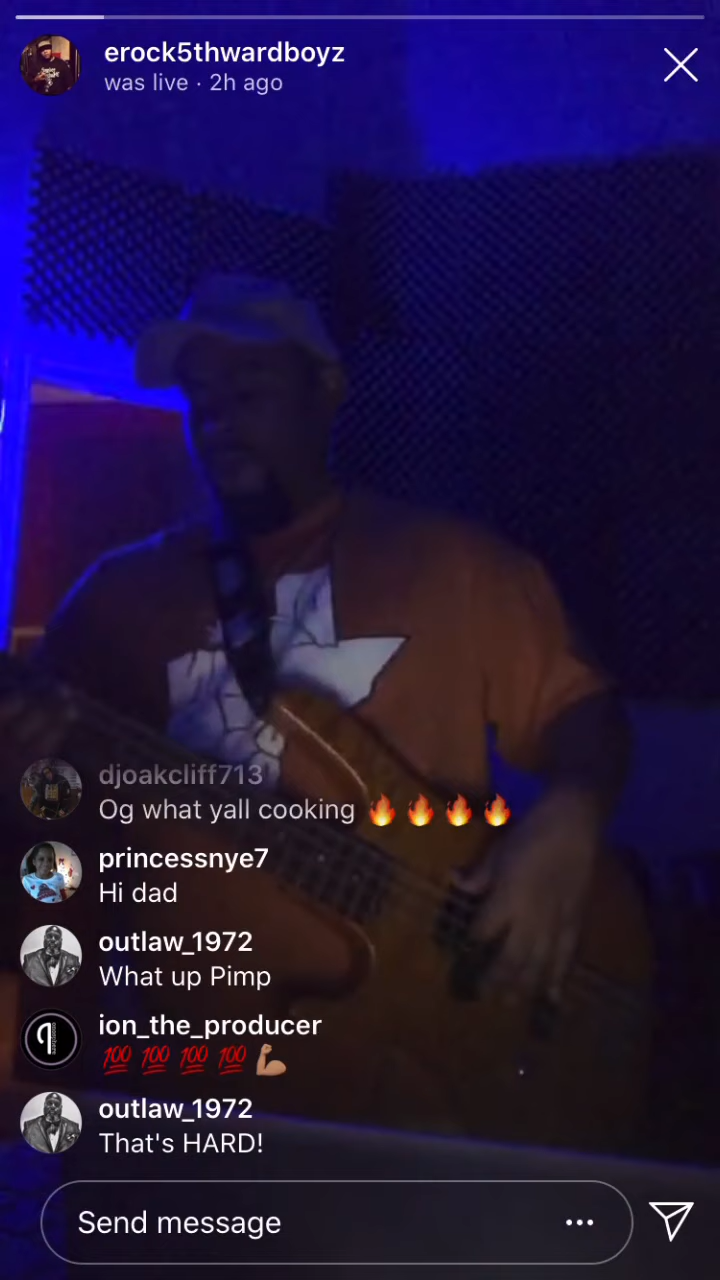 erock5thwardboyz
was live · 2h ago
djoakcliff713
Og what yall cooking 🔥 🔥 🔥 🔥
princessnye7
Hi dad
outlaw_1972
What up Pimp
ion_the_producer
💯 💯 💯 💯 💪🏼
outlaw_1972
That's HARD!
Send message